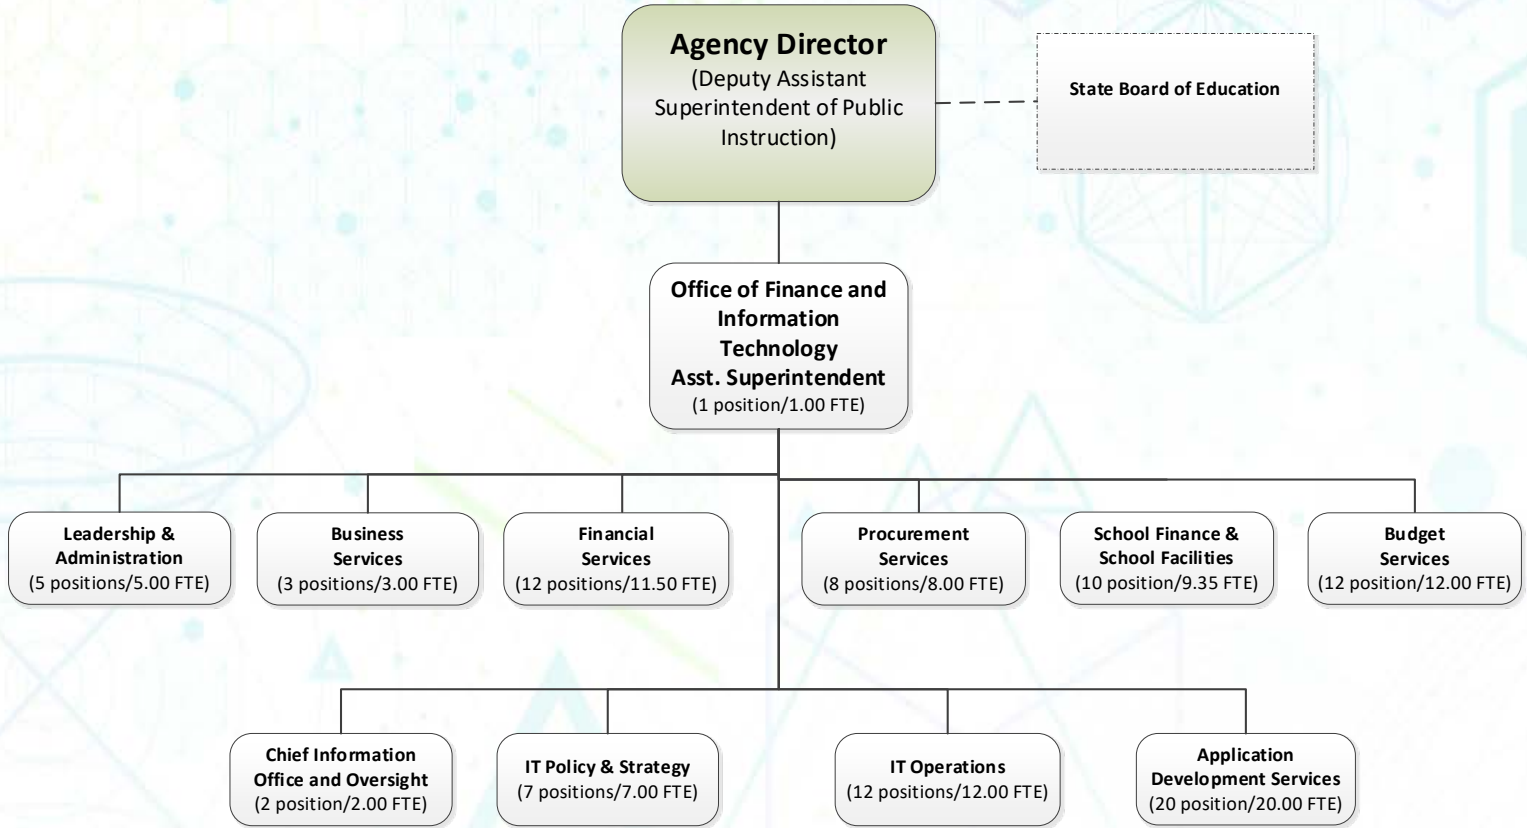 Agency Director
(Deputy Assistant
Superintendent of Public
Instruction)
State Board of Education
Office of Finance and
Information
Technology
Asst. Superintendent
(1 position/1.00 FTE)
Leadership &
Administration
(5 positions/5.00 FTE)
Business
Services
(3 positions/3.00 FTE)
Financial
Services
(12 positions/11.50 FTE)
Procurement
Services
(8 positions/8.00 FTE)
School Finance &
School Facilities
(10 position/9.35 FTE)
Budget
Services
(12 position/12.00 FTE)
Chief Information
Office and Oversight
(2 position/2.00 FTE)
IT Policy & Strategy
(7 positions/7.00 FTE)
IT Operations
(12 positions/12.00 FTE)
Application
Development Services
(20 position/20.00 FTE)